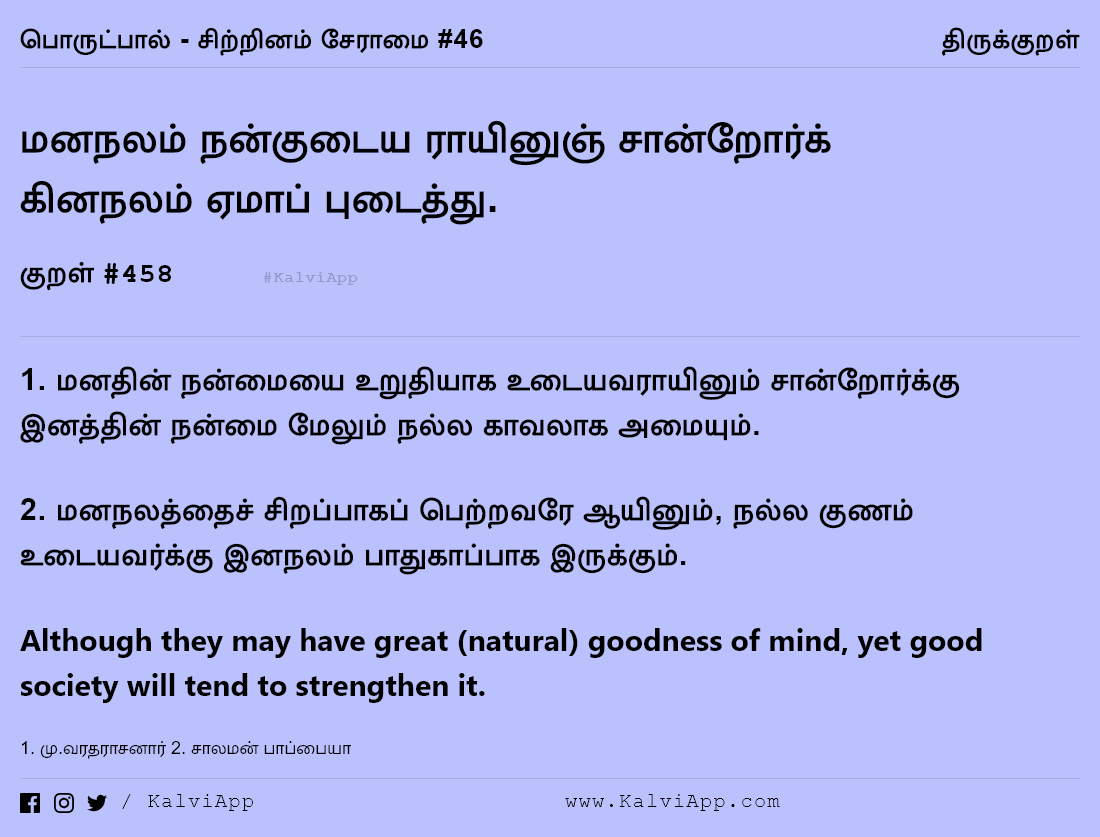 பொருட்பால் - சிற்றினம் சேராமை #46 திருக்குறள்
மனநலம் நன்குடைய ராயினுஞ் சான்றோர்க்
கினநலம் ஏமாப் புடைத்து.
குறள் #458 #KalviApp
1. மனதின் நன்மையை உறுதியாக உடையவராயினும் சான்றோர்க்கு
இனத்தின் நன்மை மேலும் நல்ல காவலாக அமையும்.
2. மனநலத்தைச் சிறப்பாகப் பெற்றவரே ஆயினும், நல்ல குணம்
உடையவர்க்கு இனநலம் பாதுகாப்பாக இருக்கும்.
Although they may have great (natural) goodness of mind, yet good
society will tend to strengthen it.
1. மு.வரதராசனார் 2. சாலமன் பாப்பையா
/ KalviApp www.KalviApp.com